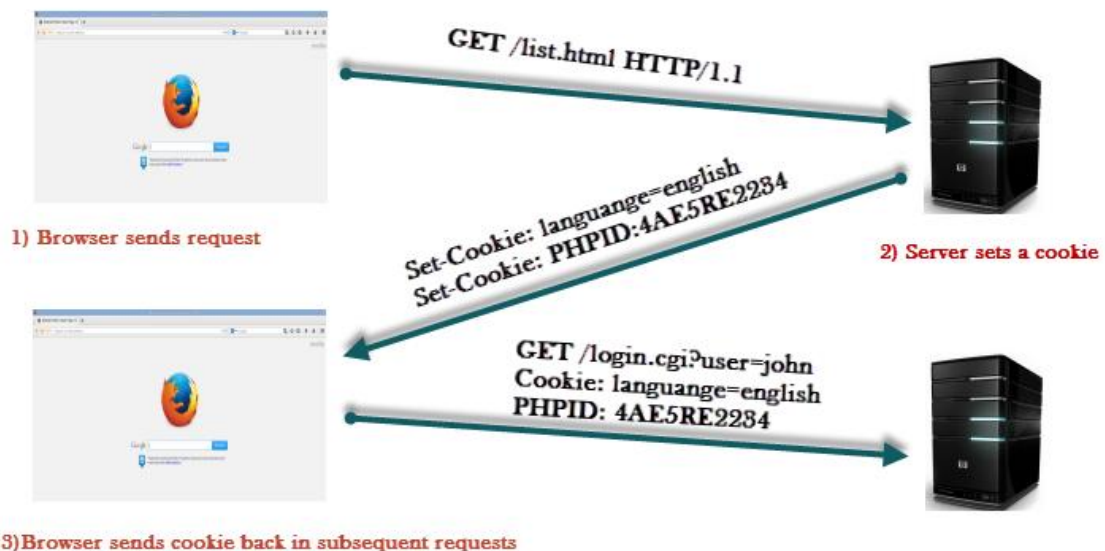 GET /list.html HTTP/1.1
1) Browser sends request
Set-Cookie: languange=english
Set-Cookie: PHPID:4AE5RE2234
2) Server sets a cookie
GET /login.cgi?user=john
Cookie: languange=english
PHPID: 4AE5RE2234
3)Browser sends cookie back in subsequent requests
Google
Google